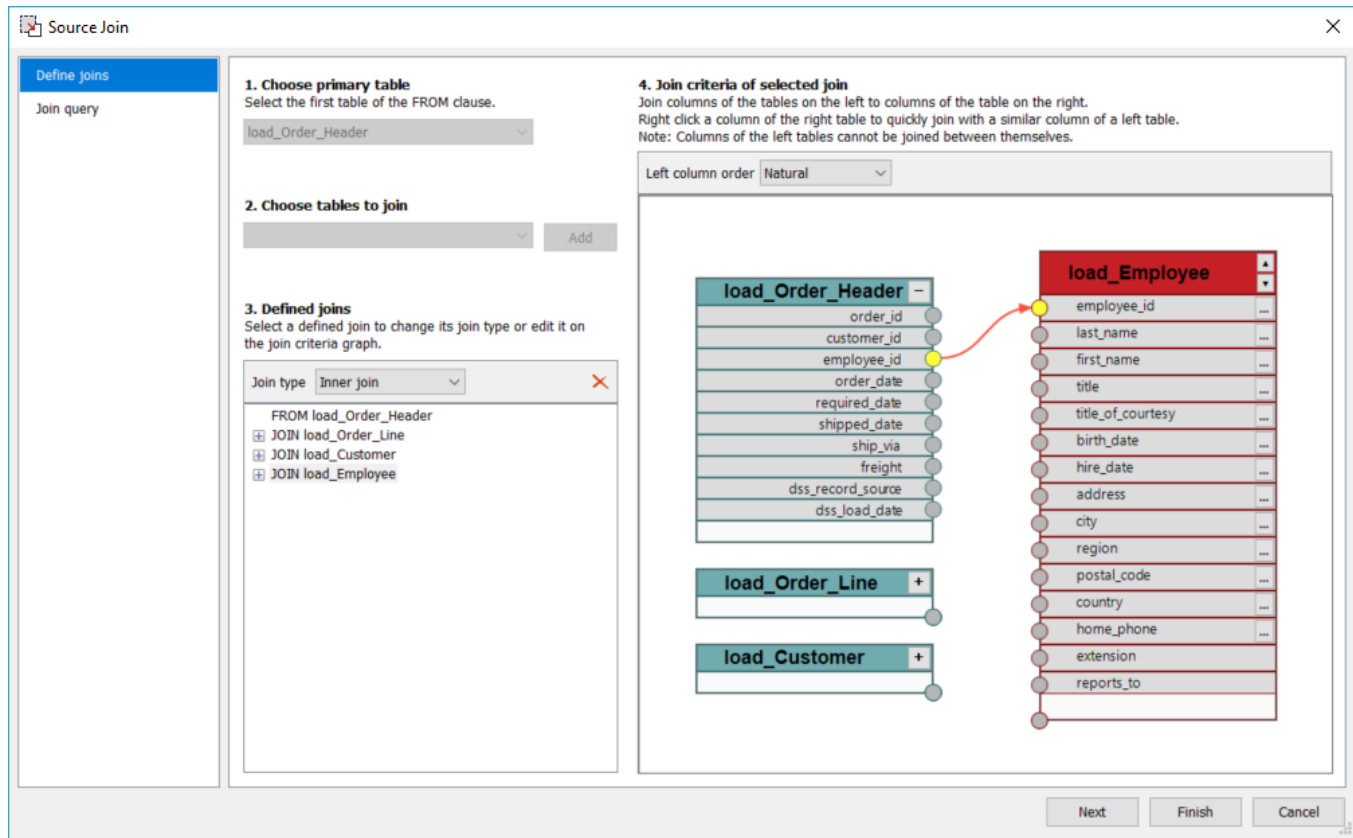 Source Join
Define joins
Join query
1. Choose primary table
Select the first table of the FROM clause.
load_Order_Header
2. Choose tables to join
Add
3. Defined joins
Select a defined join to change its join type or edit it on
the join criteria graph.
Join type Inner join
FROM load_Order_Header
JOIN load_Order_Line
JOIN load_Customer
JOIN load_Employee
4. Join criteria of selected join
Join columns of the tables on the left to columns of the table on the right.
Right click a column of the right table to quickly join with a similar column of a left table.
Note: Columns of the left tables cannot be joined between themselves.
Left column order Natural
load_Order_Header
order_id
customer_id
employee_id
order_date
required_date
shipped_date
ship_via
freight
dss_record_source
dss_load_date
load_Order_Line
load_Customer
load_Employee
employee_id ...
last_name ...
first_name ...
title ...
title_of_courtesy ...
birth_date ...
hire_date ...
address ...
city ...
region ...
postal_code ...
country ...
home_phone ...
extension
reports_to
Next Finish Cancel